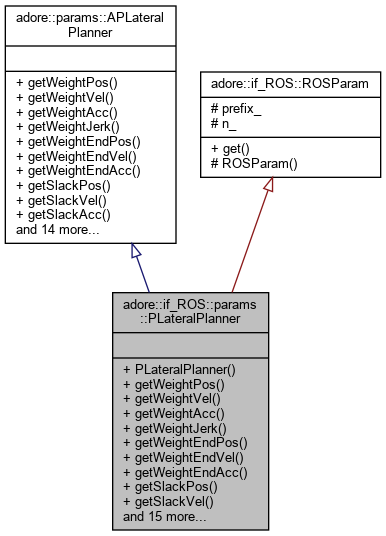 adore::params::APLateral
Planner
+ getWeightPos()
+ getWeightVel()
+ getWeightAcc()
+ getWeightJerk()
+ getWeightEndPos()
+ getWeightEndVel()
+ getWeightEndAcc()
+ getSlackPos()
+ getSlackVel()
+ getSlackAcc()
and 14 more...
adore::if_ROS::ROSParam
# prefix_
# n_
+ get()
# ROSParam()
adore::if_ROS::params
::PLateralPlanner
+ PLateralPlanner()
+ getWeightPos()
+ getWeightVel()
+ getWeightAcc()
+ getWeightJerk()
+ getWeightEndPos()
+ getWeightEndVel()
+ getWeightEndAcc()
+ getSlackPos()
+ getSlackVel()
and 15 more...